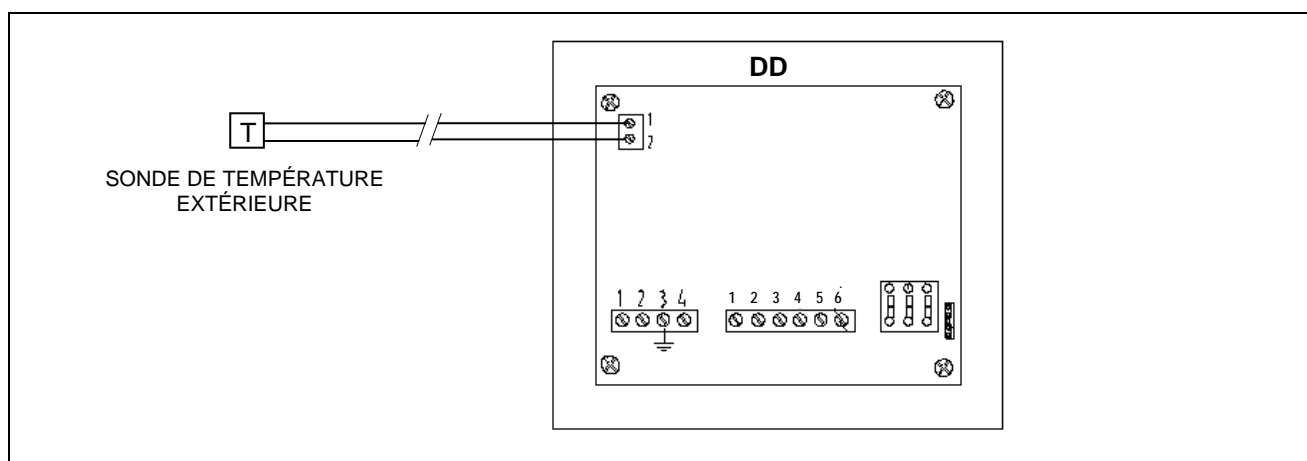 DD
1
T
2
SONDE DE TEMPÉRATURE
EXTÉRIEURE
1 2 3 4
1 2 3 4 5 6